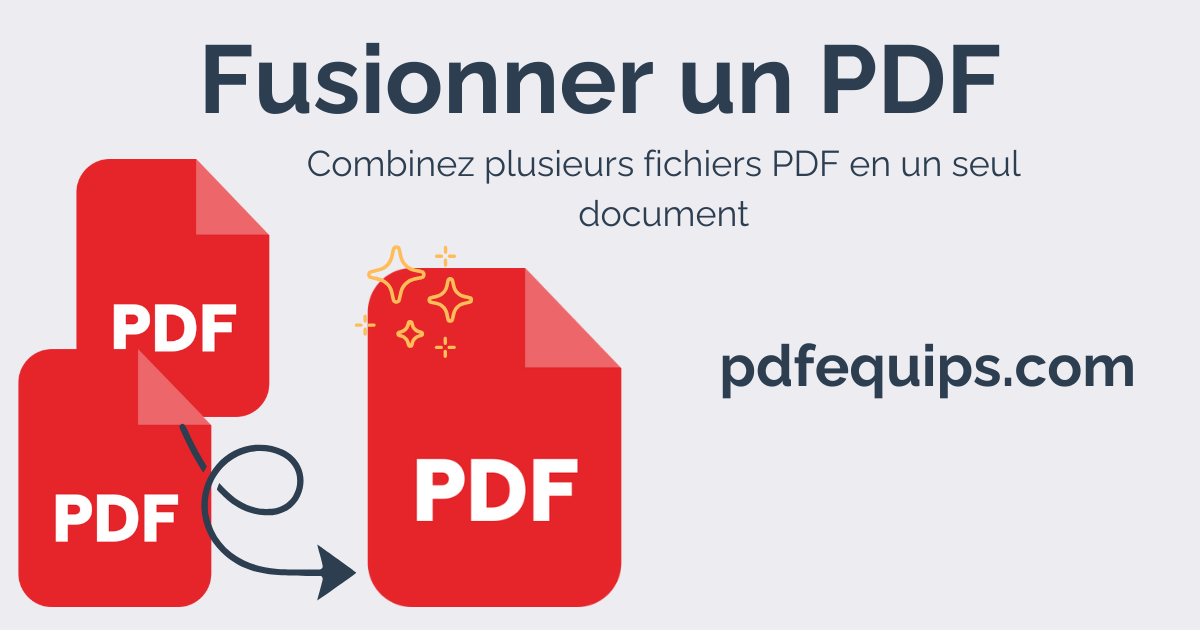 Fusionner un PDF
Combinez plusieurs fichiers PDF en un seul
document
PDF
PDF
PDF
pdfequips.com